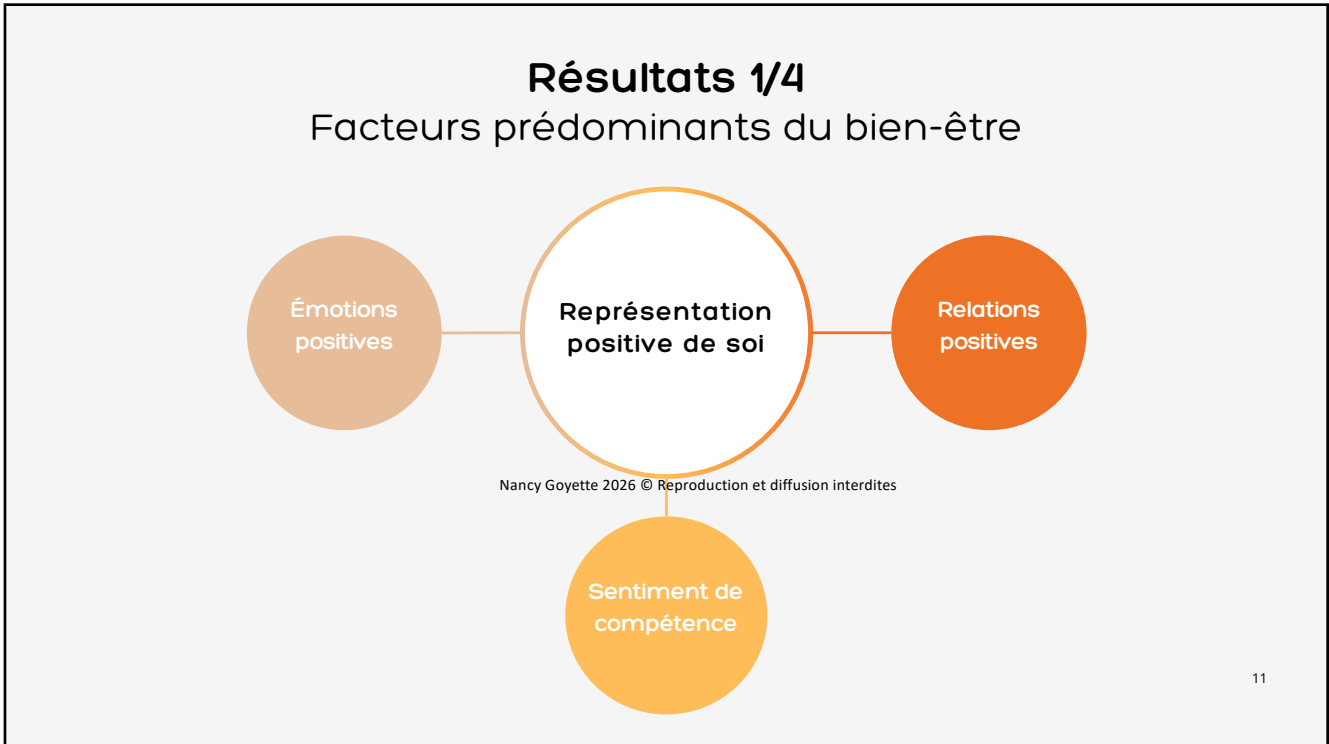 Résultats 1/4
Facteurs prédominants du bien-être
Émotions
positives
Représentation
positive de soi
Relations
positives
Nancy Goyette 2026 © Reproduction et diffusion interdites
Sentiment de
compétence
11